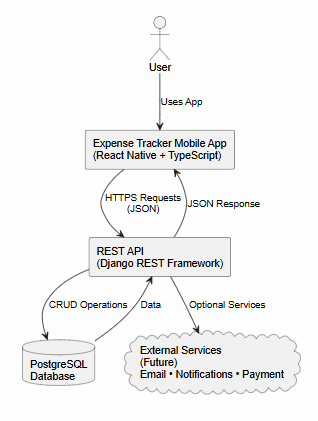 User
Uses App
Expense Tracker Mobile App
(React Native + TypeScript)
HTTPS Requests
(JSON)
JSON Response
REST API
(Django REST Framework)
CRUD Operations
Data
Optional Services
PostgreSQL
Database
External Services
(Future)
Email • Notifications • Payment